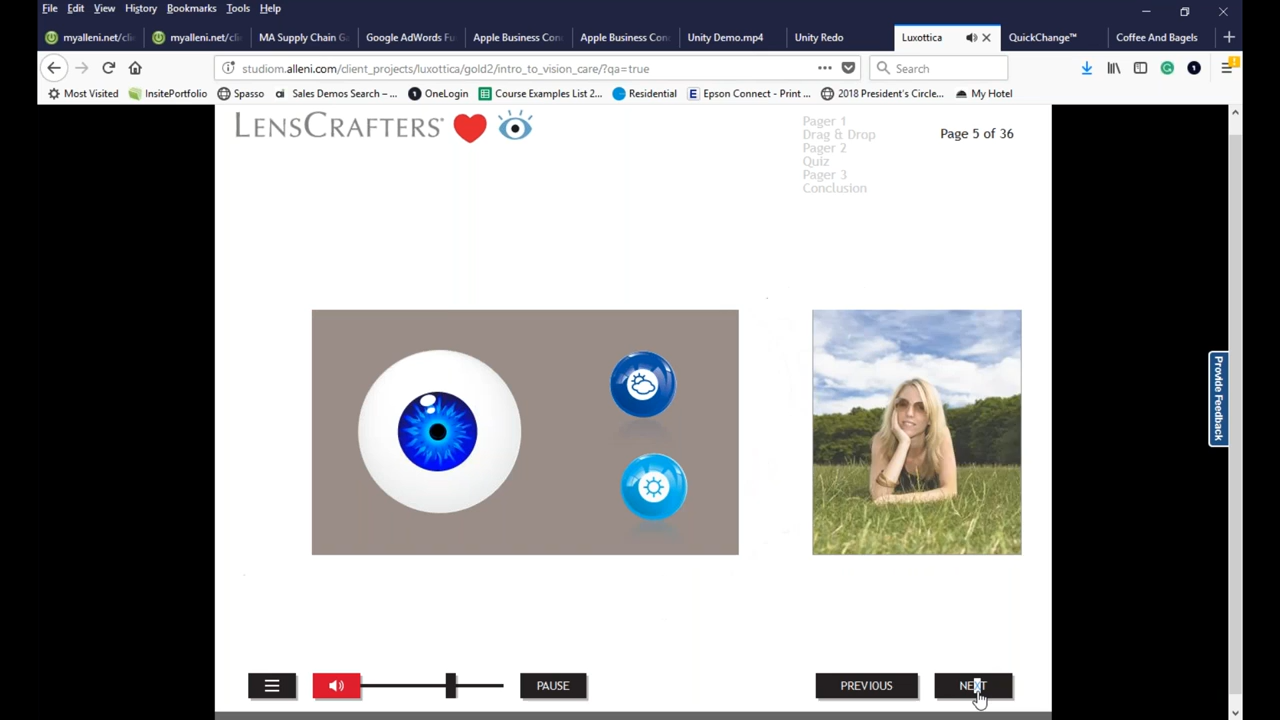 File Edit View History Bookmarks Tools Help
myalleni.net/cli myalleni.net/cli MA Supply Chain Ga Google AdWords Fu Apple Business Con Apple Business Con Unity Demo.mp4 Unity Redo Luxottica QuickChange™ Coffee And Bagels
studiom.alleni.com/client_projects/luxottica/gold2/intro_to_vision_care/?qa=true Search
Most Visited InsitePortfolio Spasso Sales Demos Search – ... OneLogin Course Examples List 2... Residential Epson Connect - Print ... 2018 President's Circle... My Hotel
LENSCRAFTERS
Pager 1
Drag & Drop
Pager 2
Quiz
Pager 3
Conclusion
Page 5 of 36
Provide Feedback
PAUSE PREVIOUS NEXT